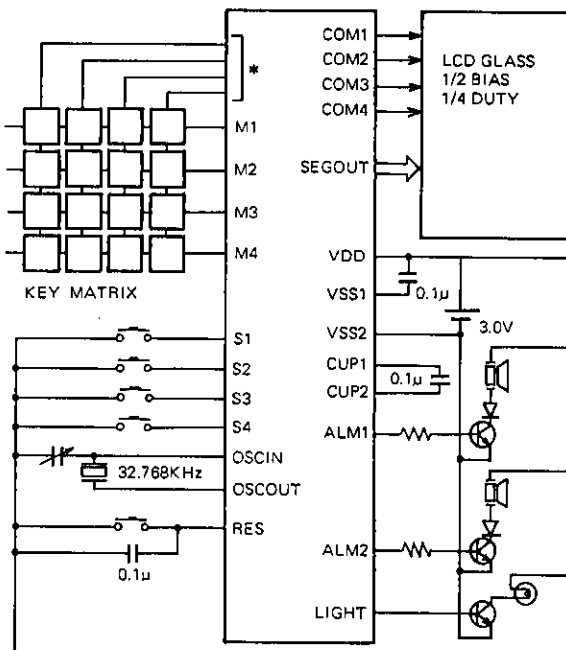 *
M1
M2
M3
M4
KEY MATRIX
S1
S2
S3
S4
OSCIN
32.768KHz
OSCOUT
RES
0.1μ
COM1
COM2
COM3
COM4
SEGOUT
LCD GLASS
1/2 BIAS
1/4 DUTY
VDD
0.1μ
VSS1
VSS2
3.0V
CUP1
0.1μ
CUP2
ALM1
ALM2
LIGHT